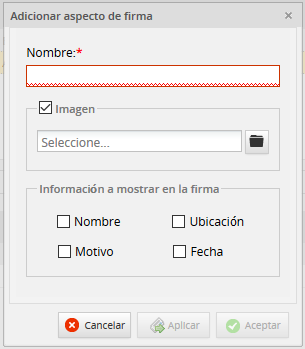 Adicionar aspecto de firma
Nombre:*
Imagen
Seleccione...
Información a mostrar en la firma
Nombre Ubicación
Motivo Fecha
Cancelar Aplicar Aceptar